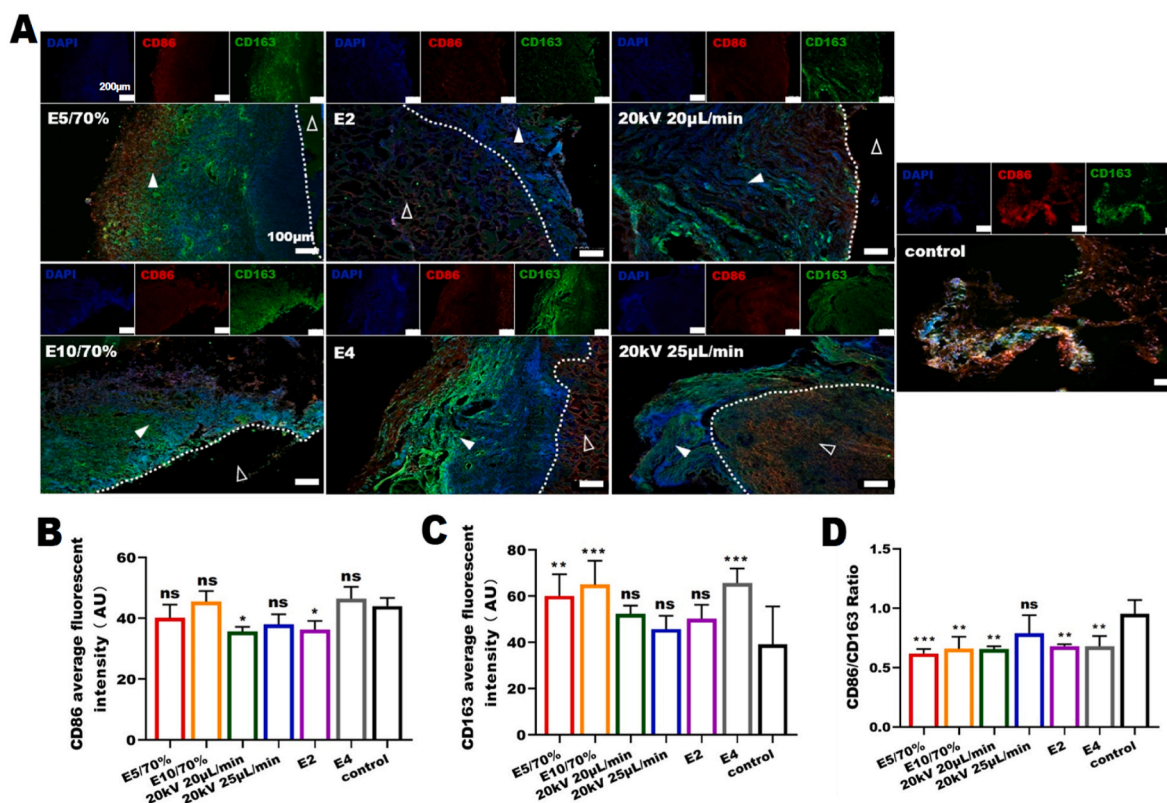 A
DAPI CD86 CD163 DAPI CD86 CD163 DAPI CD86 CD163
200μm
E5/70% E2 20kV 20μL/min
100μm
DAPI CD86 CD163
control
DAPI CD86 CD163 DAPI CD86 CD163 DAPI CD86 CD163
E10/70% E4 20kV 25μL/min
B
CD86 average fluorescent
intensity（AU）
60
40
20
0
ns ns * ns * ns
E5/70% E10/70% 20kV 20μL/min 20kV 25μL/min E2 E4 control
C
CD163 average fluorescent
intensity（AU）
80
60
40
20
0
** *** ns ns ns ***
E5/70% E10/70% 20kV 20μL/min 20kV 25μL/min E2 E4 control
D
CD86/CD163 Ratio
1.5
1.0
0.5
0.0
*** ** ** ns ** **
E5/70% E10/70% 20kV 20μL/min 20kV 25μL/min E2 E4 control